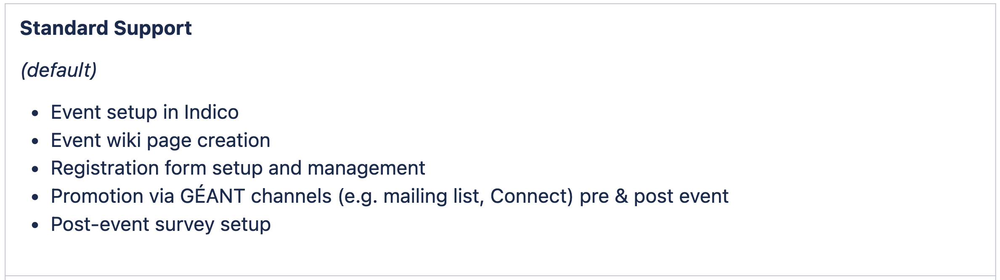 Standard Support
(default)
• Event setup in Indico
• Event wiki page creation
• Registration form setup and management
• Promotion via GÉANT channels (e.g. mailing list, Connect) pre & post event
• Post-event survey setup